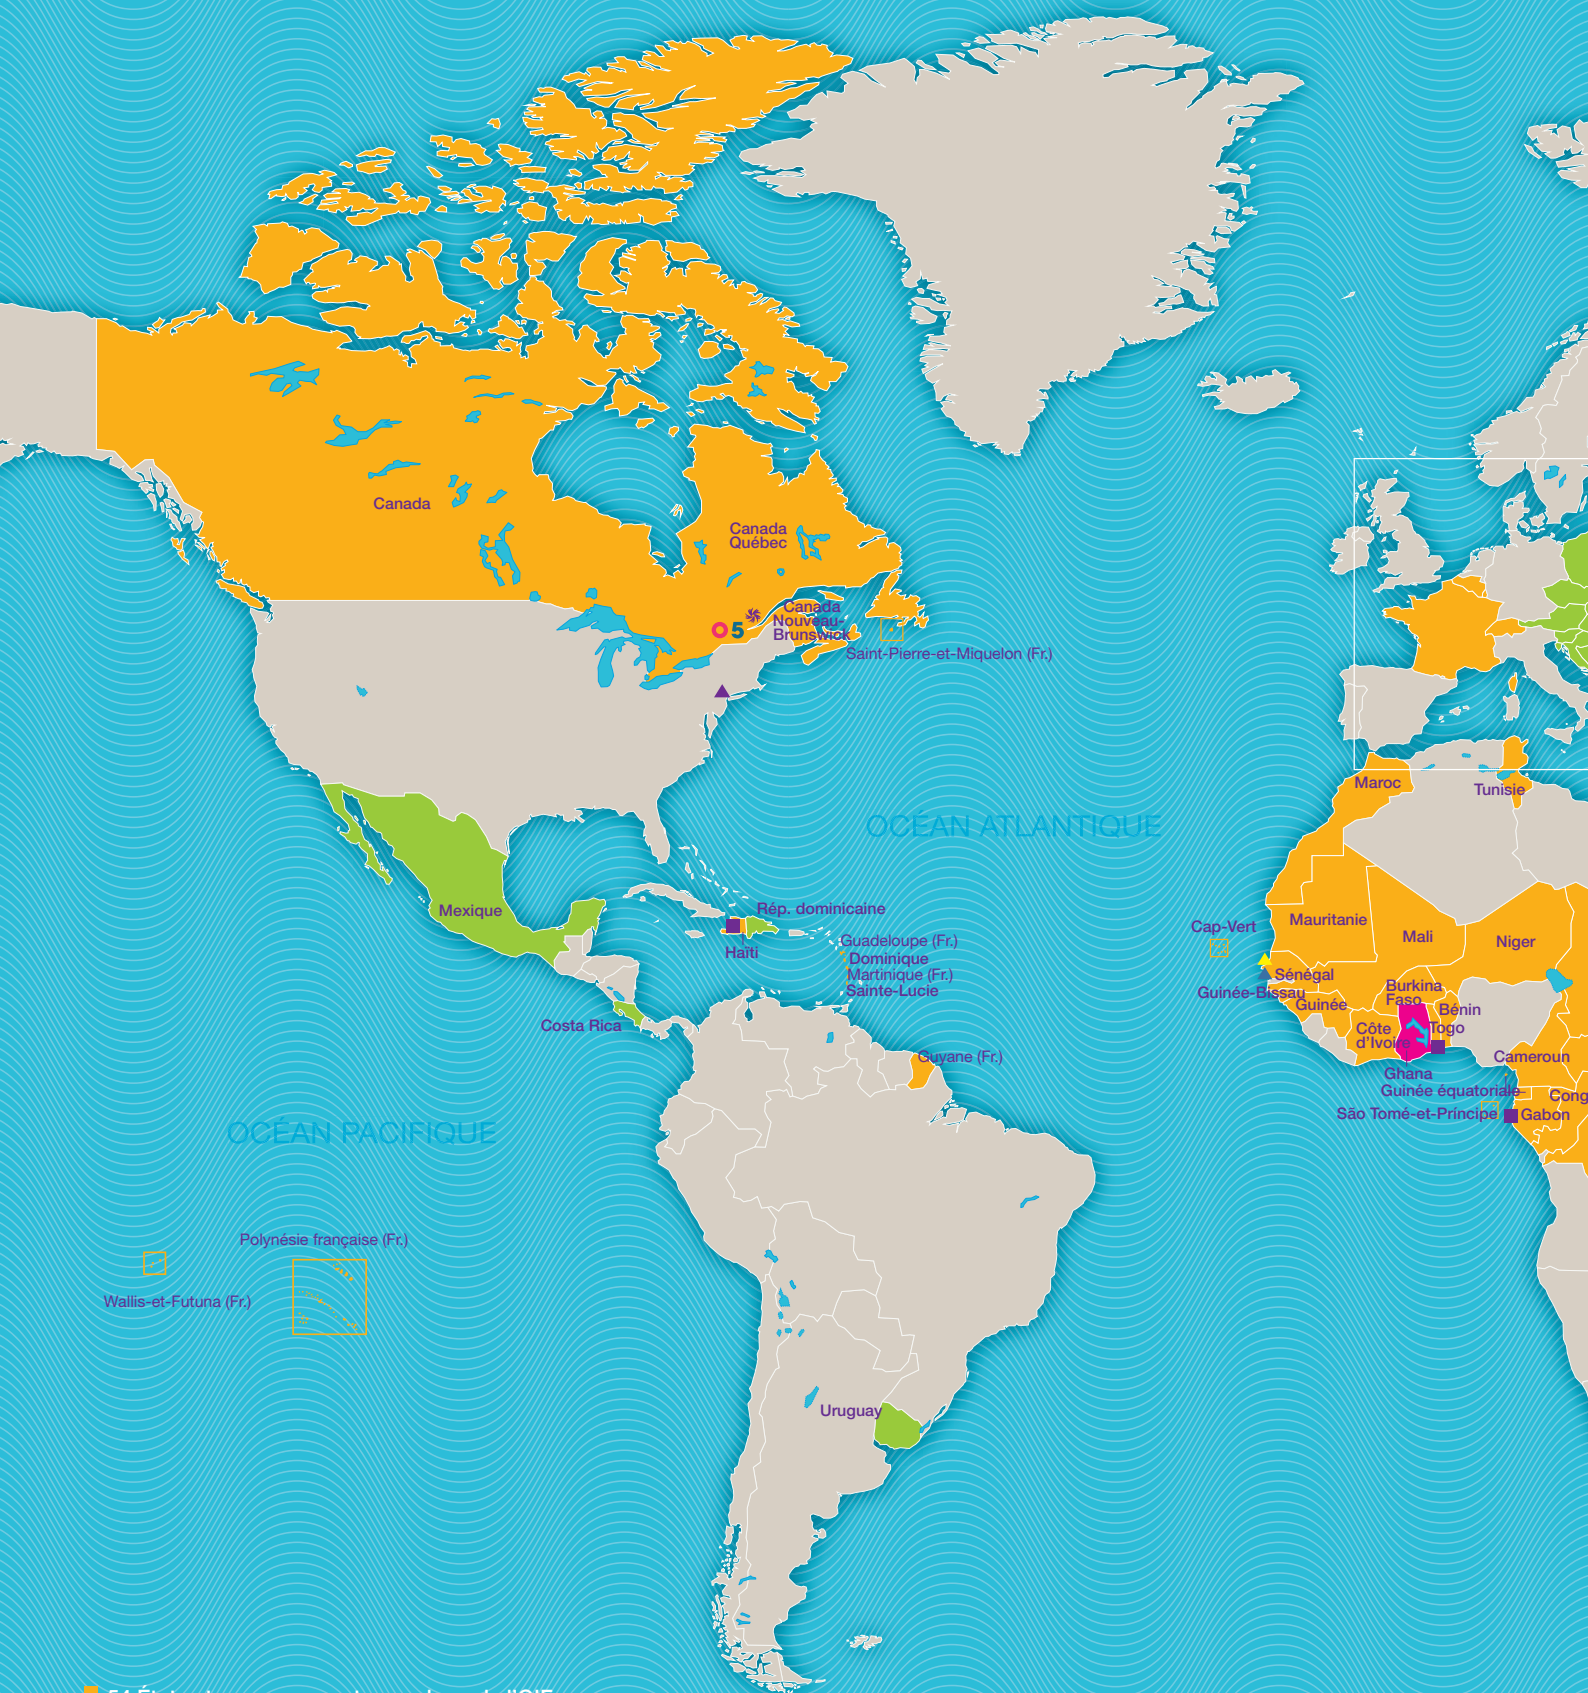 Canada
Canada
Québec
Canada
Nouveau-
Brunswick
5
Saint-Pierre-et-Miquelon (Fr.)
OCÉAN ATLANTIQUE
Maroc
Tunisie
Mexique
Rép. dominicaine
Haïti
Guadeloupe (Fr.)
Dominique
Martinique (Fr.)
Sainte-Lucie
Costa Rica
Guyane (Fr.)
Cap-Vert
Mauritanie
Mali
Niger
Sénégal
Guinée-Bissau
Guinée
Burkina
Faso
Bénin
Togo
Côte
d'Ivoire
Ghana
Cameroun
Guinée équatoriale
Cong
São Tomé-et-Príncipe
Gabon
OCÉAN PACIFIQUE
Polynésie française (Fr.)
Wallis-et-Futuna (Fr.)
Uruguay